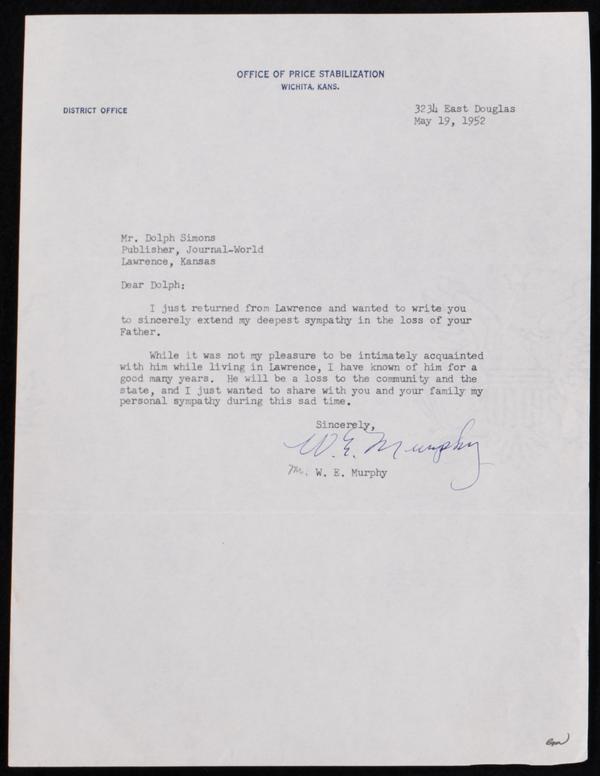 OFFICE OF PRICE STABILIZATION
WICHITA, KANS.
DISTRICT OFFICE
3234 East Douglas
May 19, 1952
Mr. Dolph Simons
Publisher, Journal-World
Lawrence, Kansas
Dear Dolph:
I just returned from Lawrence and wanted to write you
to sincerely extend my deepest sympathy in the loss of your
Father.
While it was not my pleasure to be intimately acquainted
with him while living in Lawrence, I have known of him for a
good many years. He will be a loss to the community and the
state, and I just wanted to share with you and your family my
personal sympathy during this sad time.
Sincerely,
W. E. Murphy
Mr. W. E. Murphy